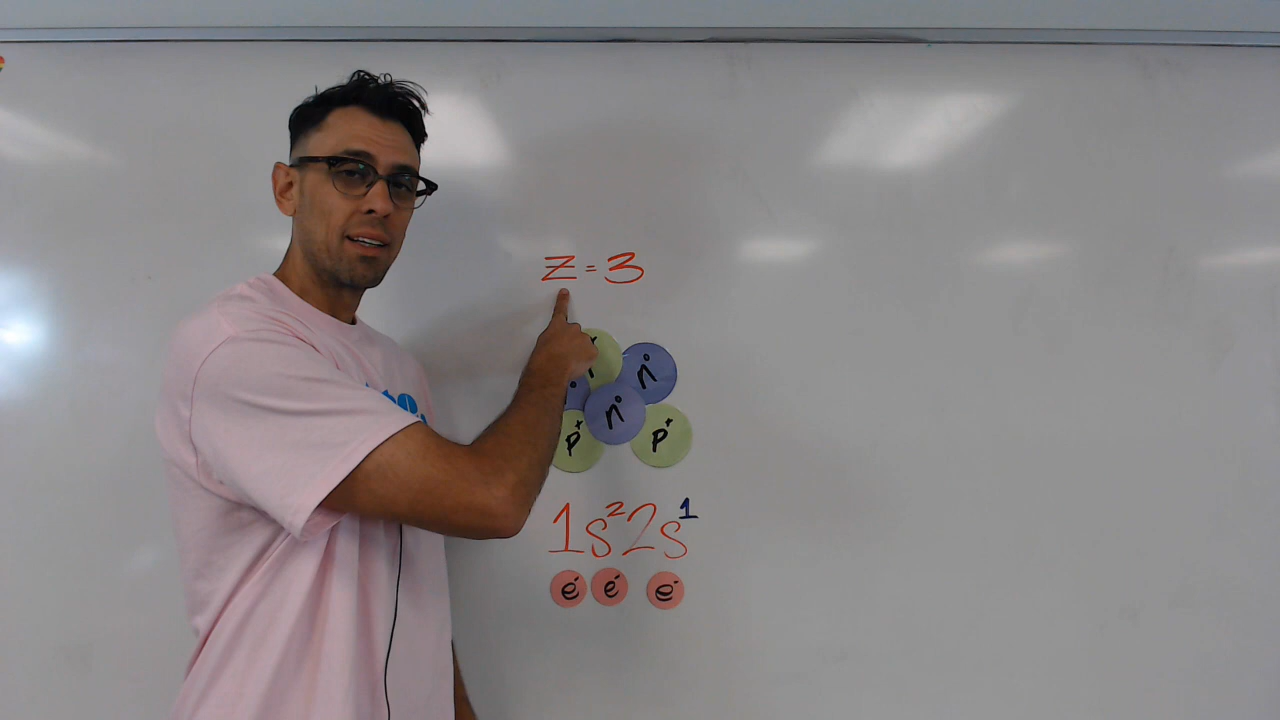 z = 3
n°
n°
p⁺ p⁺
1s²2s¹
e⁻ e⁻ e⁻